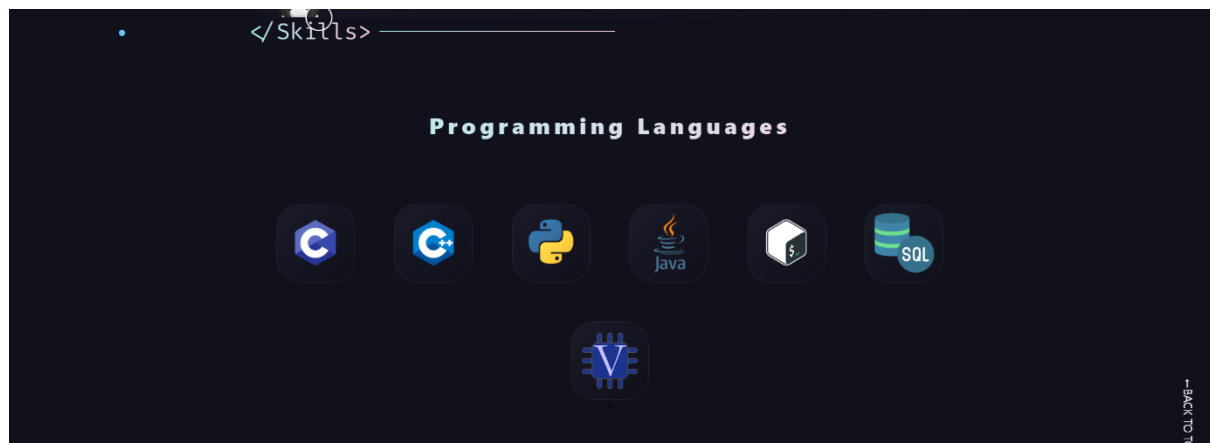 </Skills>
Programming Languages
C
C++
Java
$_
SQL
V
←BACK TO T